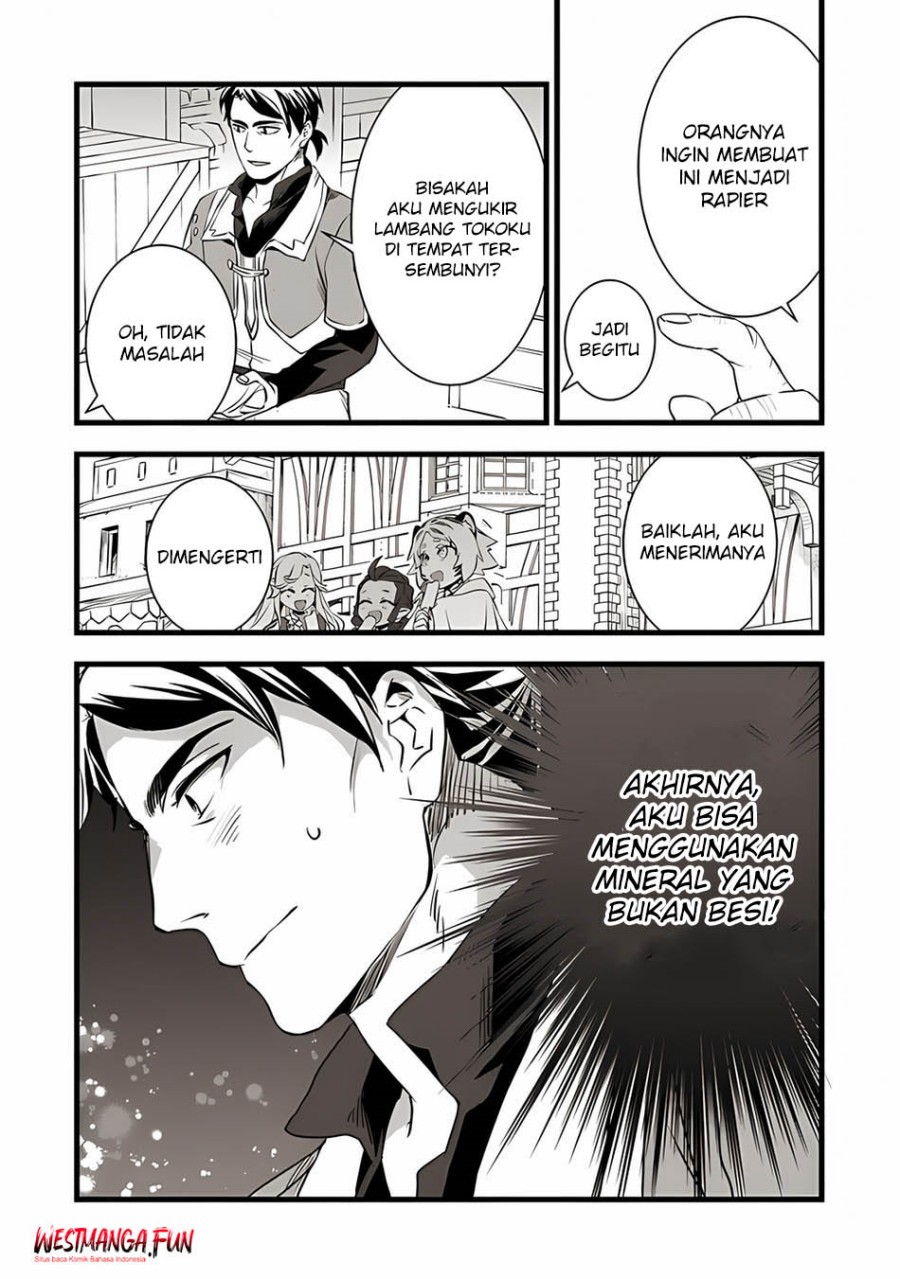 ORANGNYA
INGIN MEMBUAT
INI MENJADI
RAPIER
JADI
BEGITU
BISAKAH
AKU MENGUKIR
LAMBANG TOKOKU
DI TEMPAT TER-
SEMBUNYI?
OH, TIDAK
MASALAH
BAIKLAH, AKU
MENERIMANYA
DIMENGERTI
AKHIRNYA,
AKU BISA
MENGGUNAKAN
MINERAL YANG
BUKAN BESI!
WESTMANGA.FUN
Situs baca Komik Bahasa Indonesia